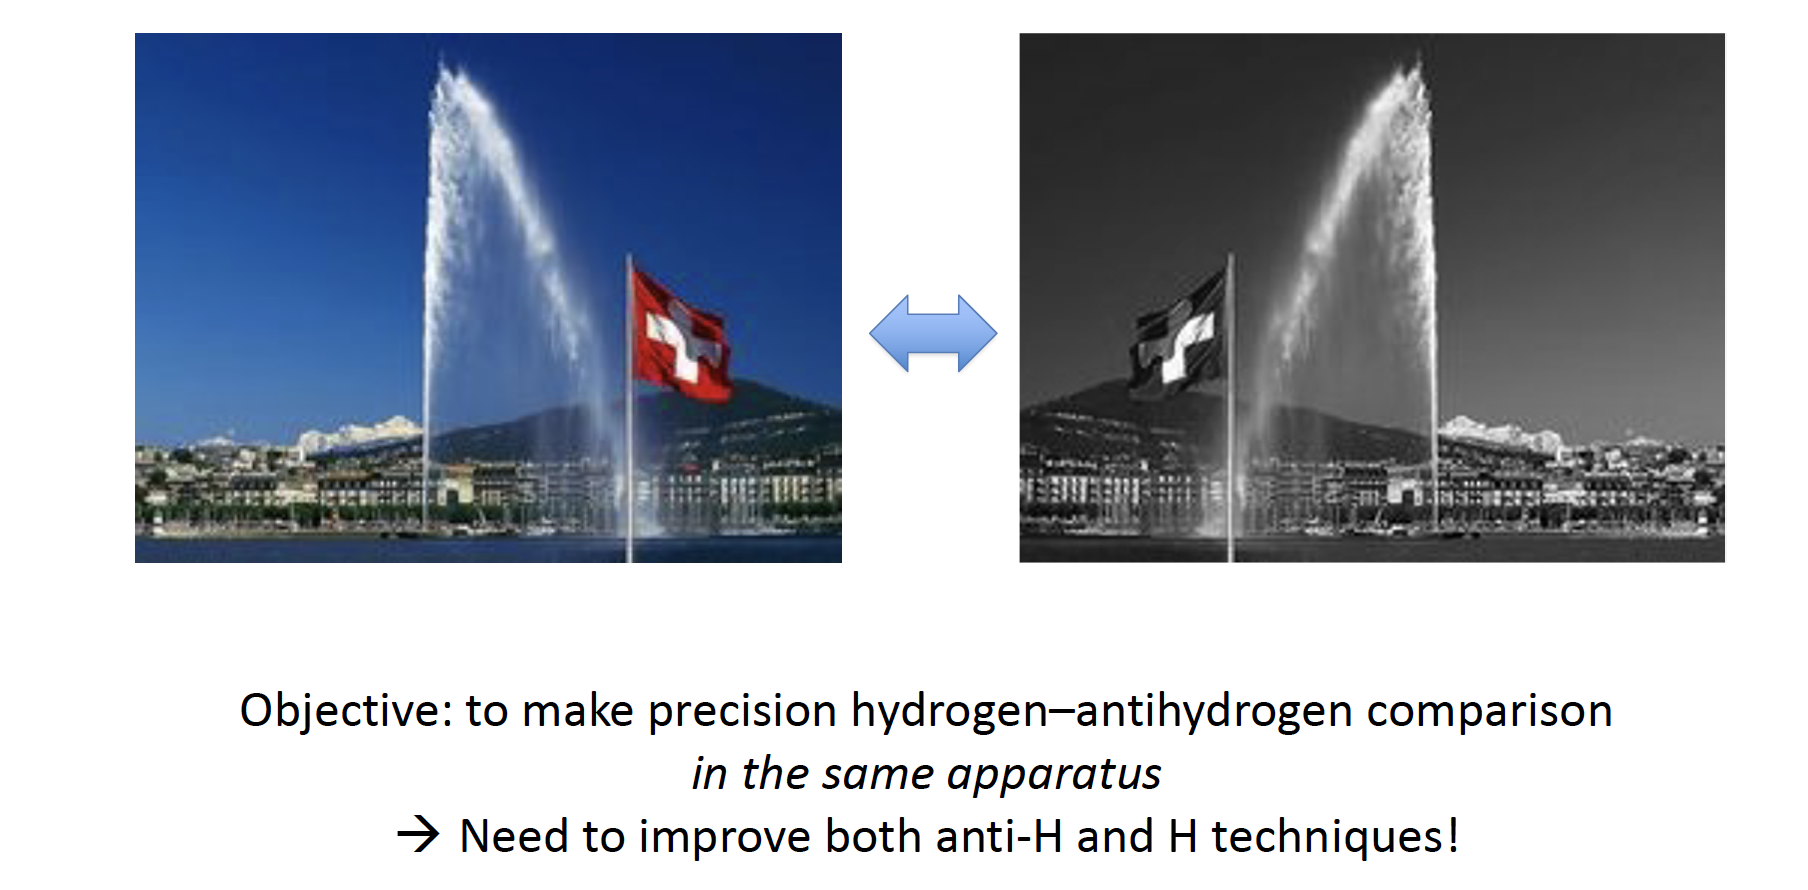 Objective: to make precision hydrogen–antihydrogen comparison
in the same apparatus
→ Need to improve both anti-H and H techniques!